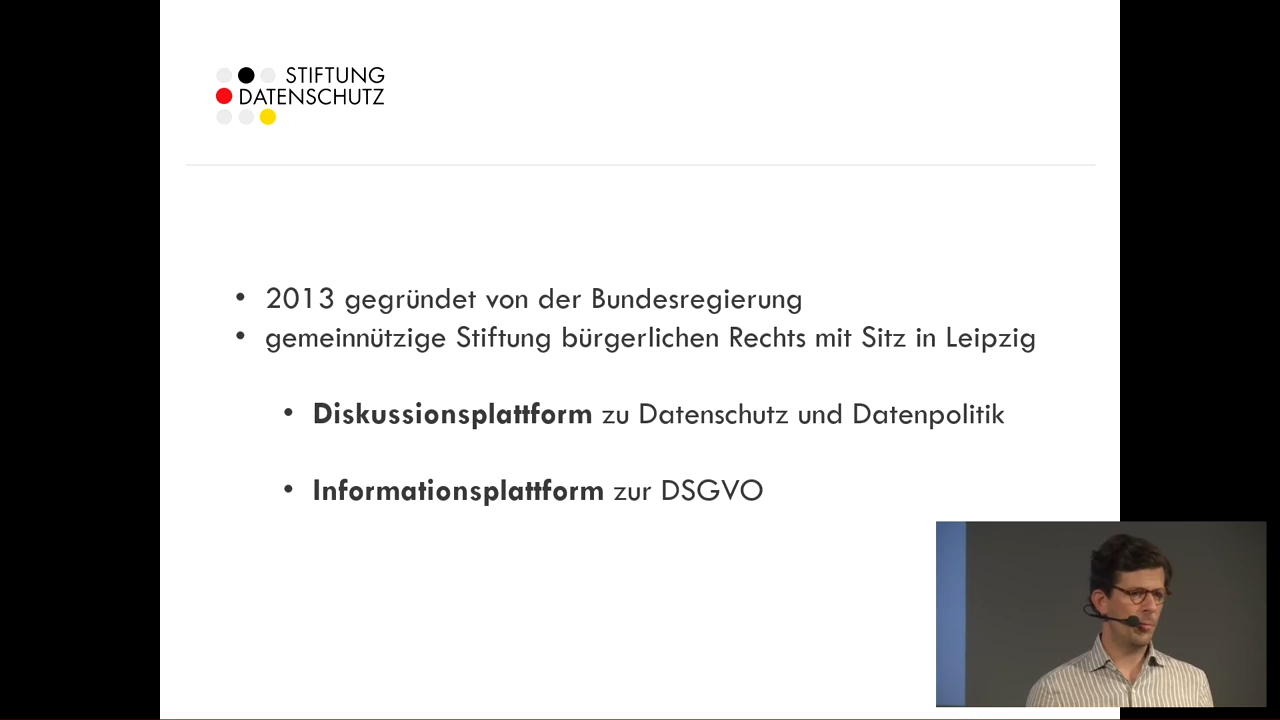 STIFTUNG
DATENSCHUTZ
• 2013 gegründet von der Bundesregierung
• gemeinnützige Stiftung bürgerlichen Rechts mit Sitz in Leipzig
• Diskussionsplattform zu Datenschutz und Datenpolitik
• Informationsplattform zur DSGVO